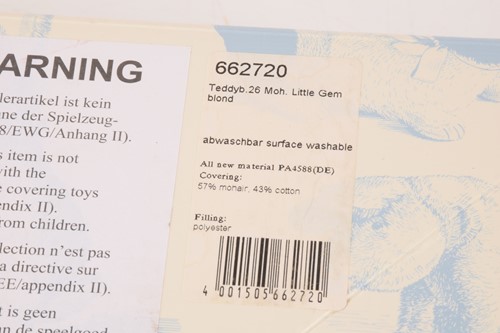 ARNING
lerartikel ist kein
ne der Spielzeug-
8/EWG/Anhang II).
s item is not
with the
e covering toys
endix II).
rom children.
lection n'est pas
a directive sur
EE/appendix II).
t is geen
an de speelgoed
662720
Teddyb.26 Moh. Little Gem
blond
abwaschbar surface washable
All new material PA4588(DE)
Covering:
57% mohair, 43% cotton
Filling:
polyester
4 001505 662720